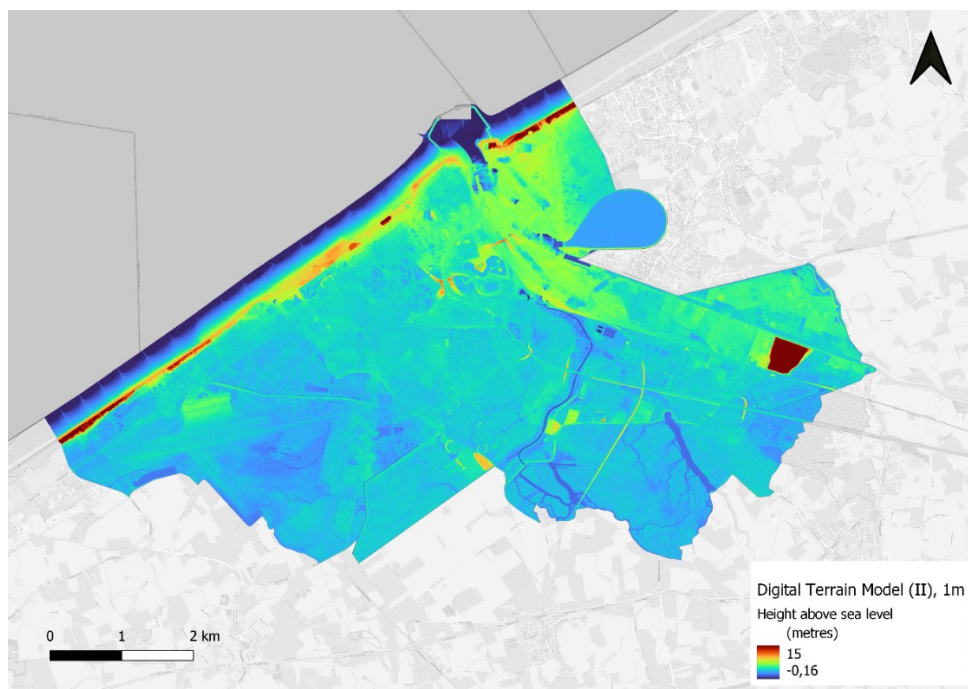 Digital Terrain Model (II), 1m
Height above sea level
(metres)
15
-0,16
0 1 2 km